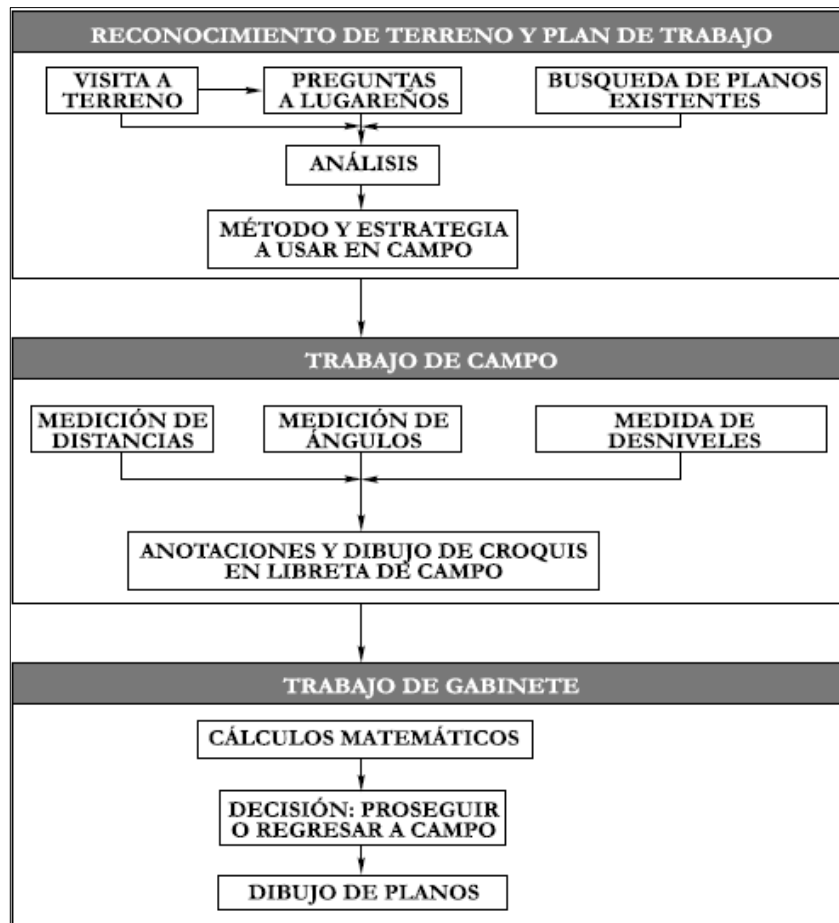 RECONOCIMIENTO DE TERRENO Y PLAN DE TRABAJO
VISITA A
TERRENO
PREGUNTAS
A LUGAREÑOS
BUSQUEDA DE PLANOS
EXISTENTES
ANÁLISIS
MÉTODO Y ESTRATEGIA
A USAR EN CAMPO
TRABAJO DE CAMPO
MEDICIÓN DE
DISTANCIAS
MEDICIÓN DE
ÁNGULOS
MEDIDA DE
DESNIVELES
ANOTACIONES Y DIBUJO DE CROQUIS
EN LIBRETA DE CAMPO
TRABAJO DE GABINETE
CÁLCULOS MATEMÁTICOS
DECISIÓN: PROSEGUIR
O REGRESAR A CAMPO
DIBUJO DE PLANOS